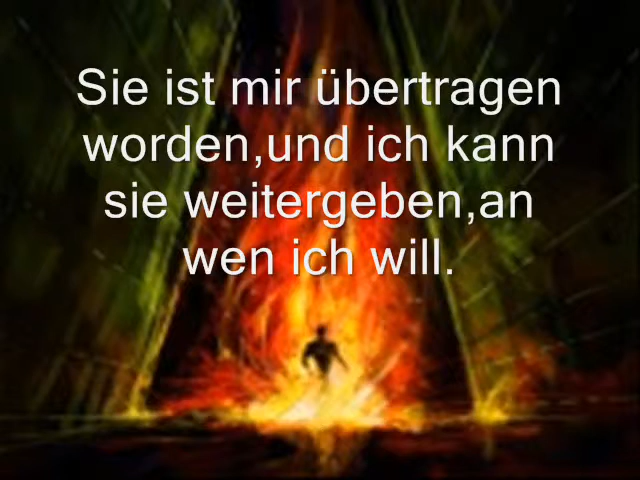 Sie ist mir übertragen
worden,und ich kann
sie weitergeben,an
wen ich will.